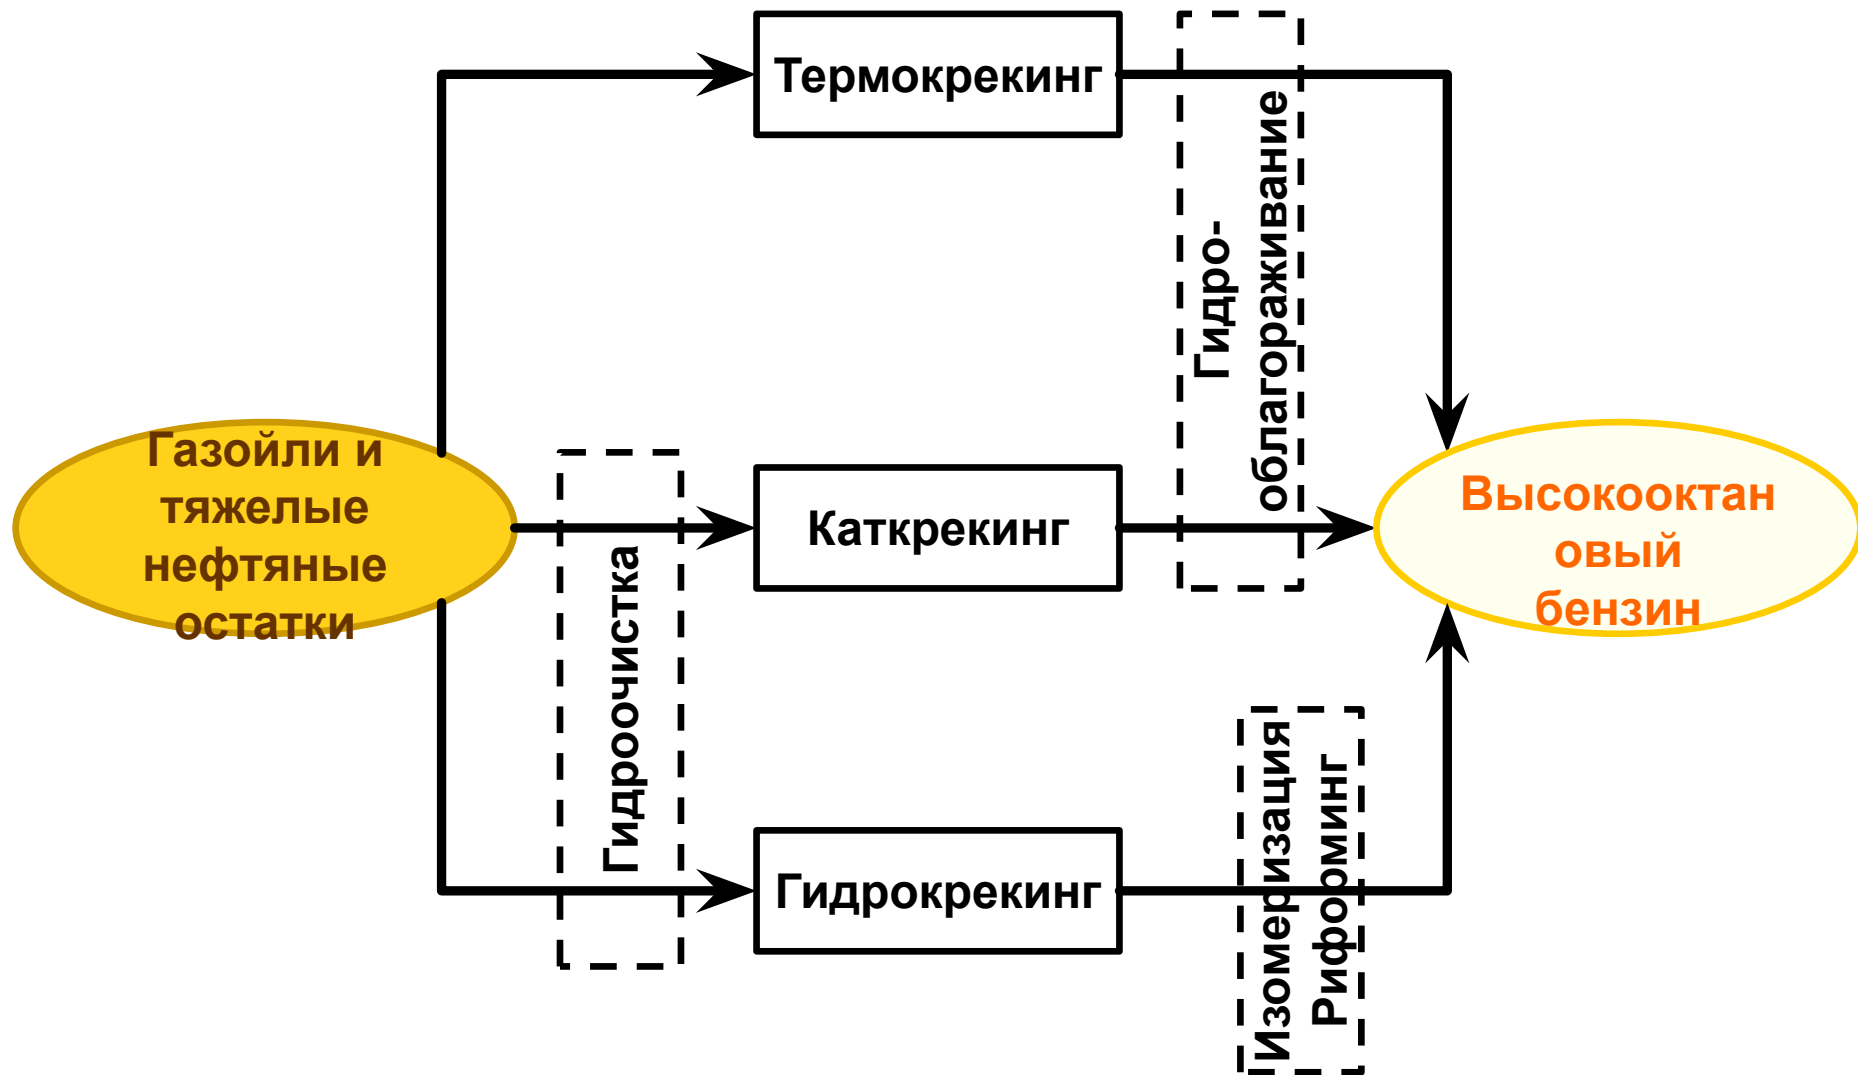 Термокрекинг
Гидро-
облагораживание
Газойли и
тяжелые
нефтяные
остатки
Гидроочистка
Каткрекинг
Высокооктан
овый
бензин
Гидрокрекинг
Изомеризация
Риформинг